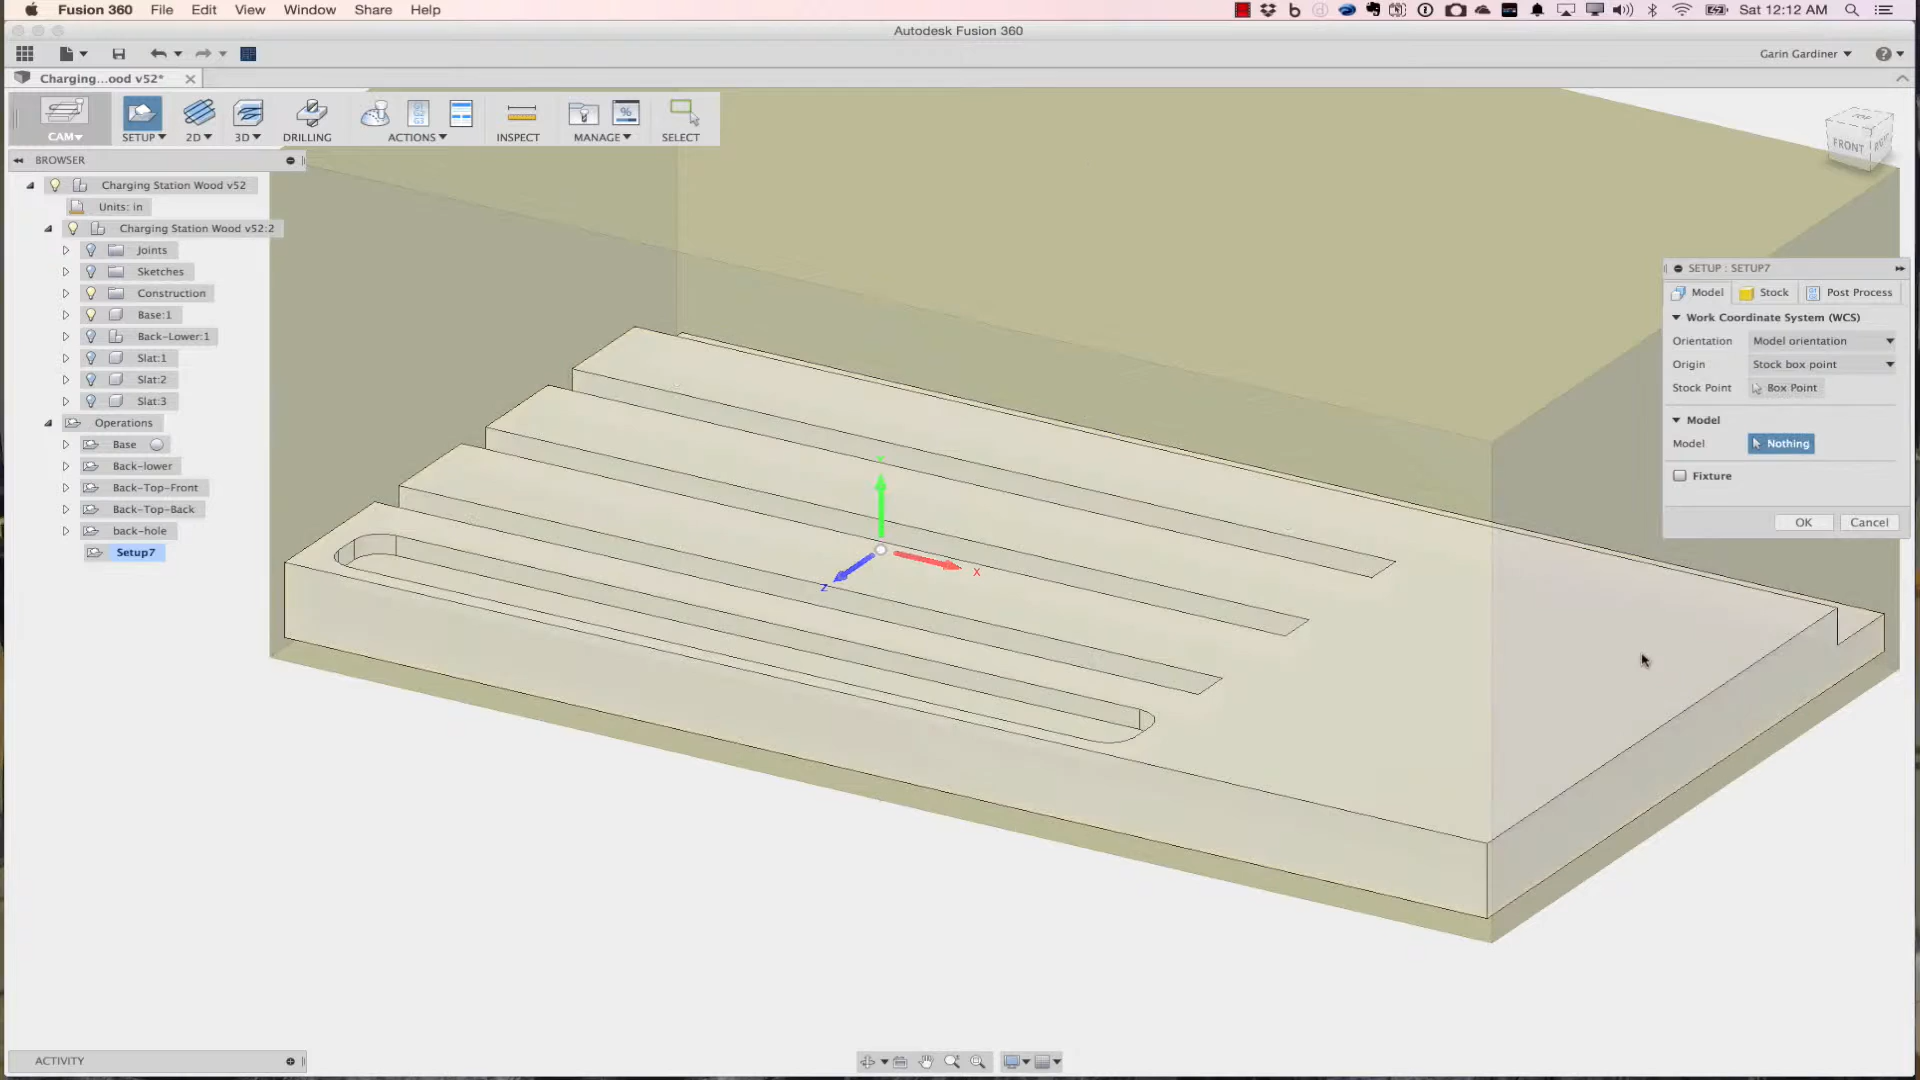 Fusion 360 File Edit View Window Share Help Sat 12:12 AM
Autodesk Fusion 360
Garin Gardiner
Charging...ood v52*
CAM SETUP 2D 3D DRILLING ACTIONS INSPECT MANAGE SELECT
BROWSER
Charging Station Wood v52
Units: in
Charging Station Wood v52:2
Joints
Sketches
Construction
Base:1
Back-Lower:1
Slat:1
Slat:2
Slat:3
Operations
Base
Back-lower
Back-Top-Front
Back-Top-Back
back-hole
Setup7
TOP
FRONT
RIGHT
Y
X
Z
SETUP : SETUP7
Model Stock Post Process
Work Coordinate System (WCS)
Orientation Model orientation
Origin Stock box point
Stock Point Box Point
Model
Model Nothing
Fixture
OK Cancel
ACTIVITY